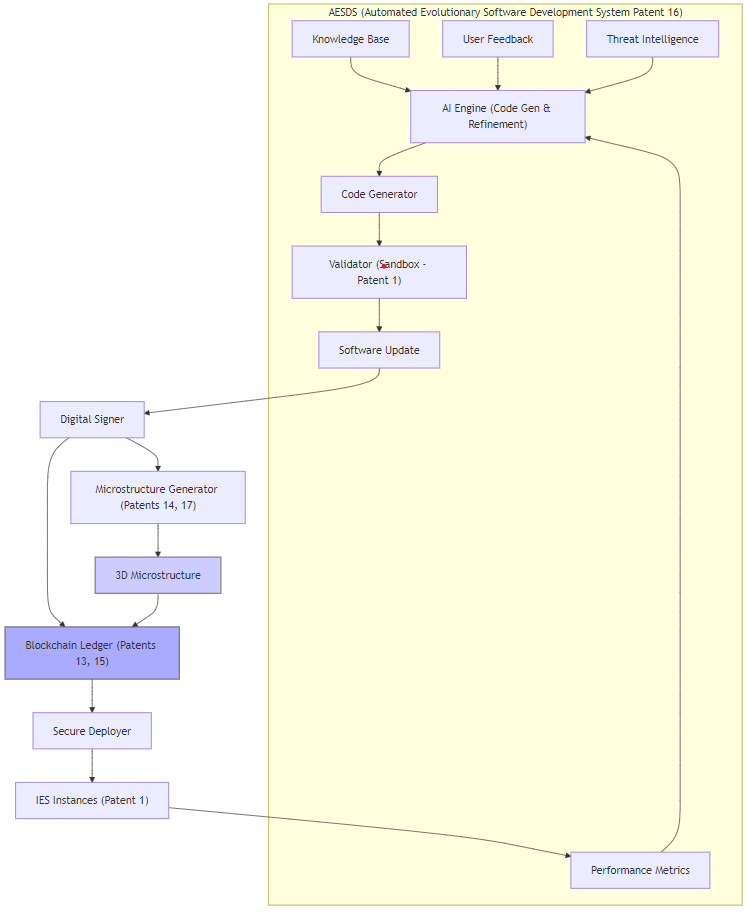 AESDS (Automated Evolutionary Software Development System Patent 16)
Knowledge Base
User Feedback
Threat Intelligence
AI Engine (Code Gen &
Refinement)
Code Generator
Validator (Sandbox -
Patent 1)
Software Update
Digital Signer
Microstructure Generator
(Patents 14, 17)
3D Microstructure
Blockchain Ledger (Patents
13, 15)
Secure Deployer
IES Instances (Patent 1)
Performance Metrics